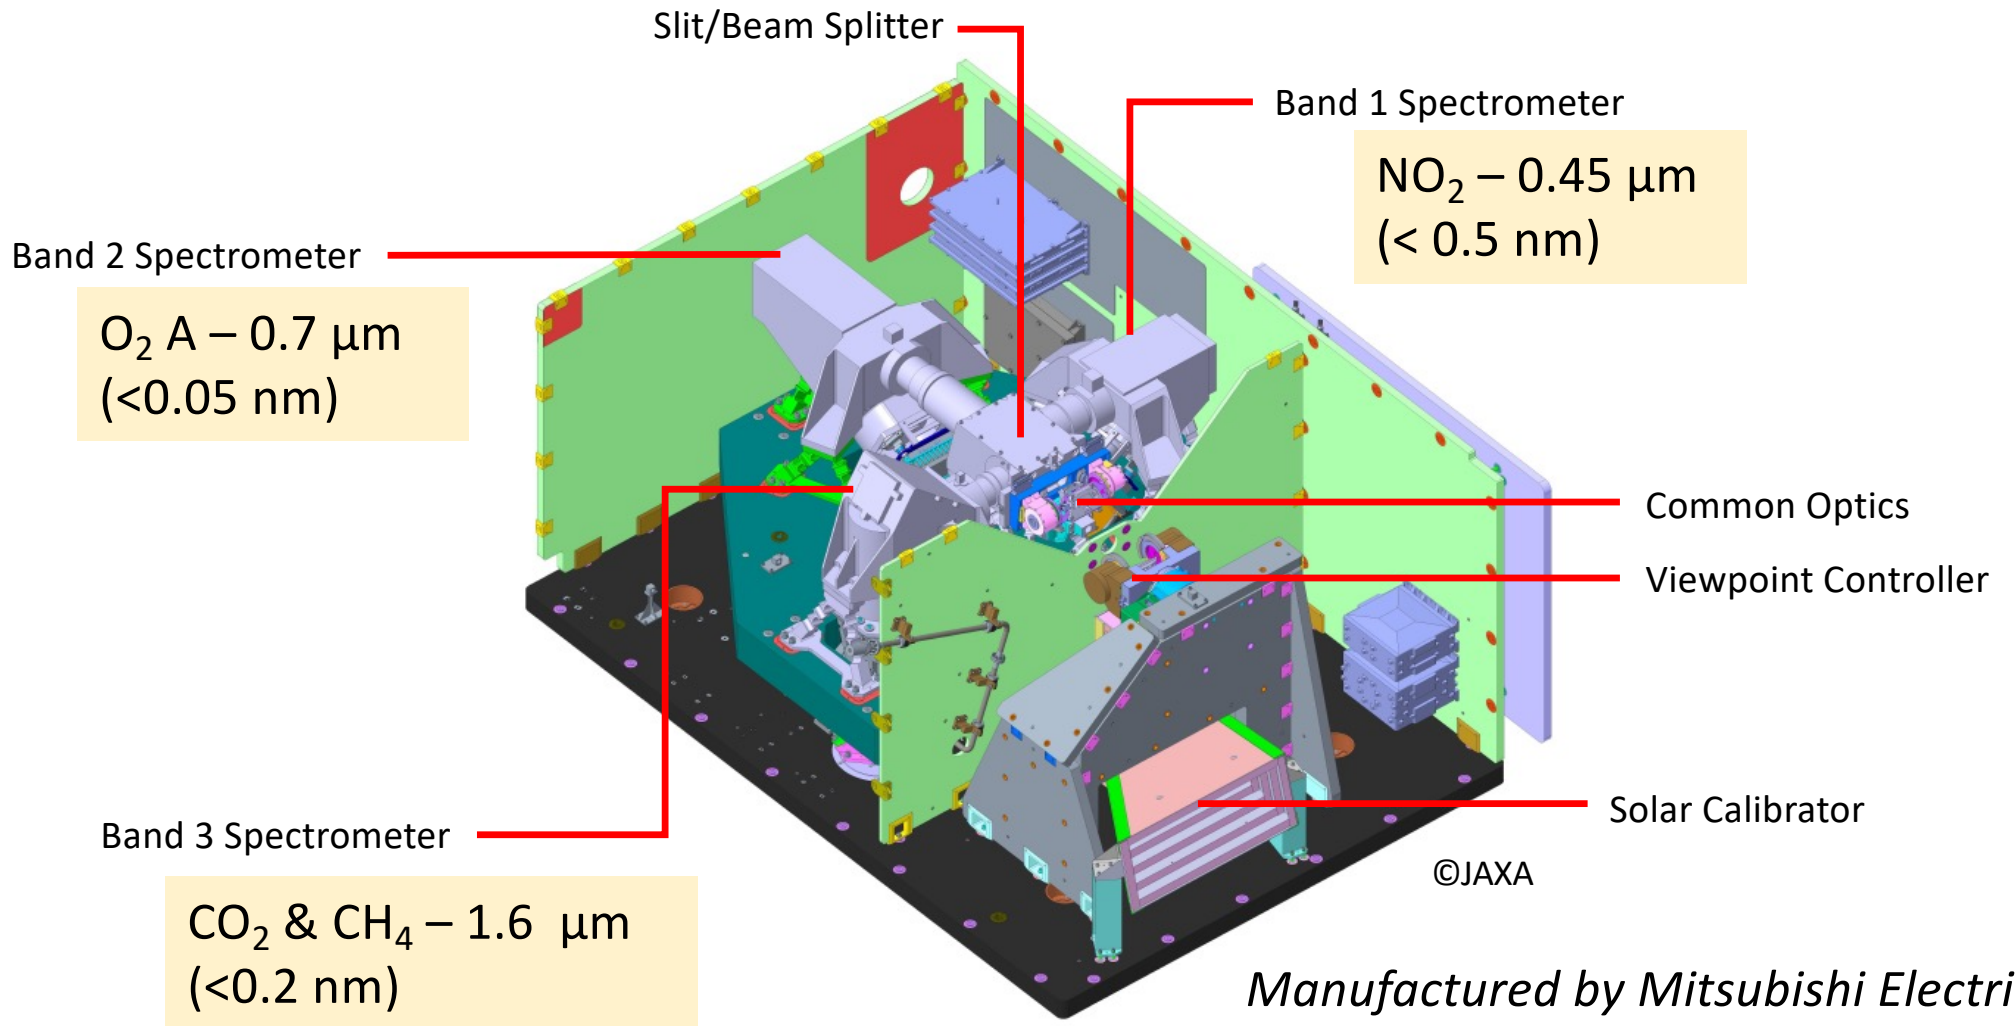 Slit/Beam Splitter
Band 1 Spectrometer
NO₂ – 0.45 µm
(< 0.5 nm)
Band 2 Spectrometer
O₂ A – 0.7 µm
(<0.05 nm)
Common Optics
Viewpoint Controller
Solar Calibrator
Band 3 Spectrometer
©JAXA
CO₂ & CH₄ – 1.6 µm
(<0.2 nm)
Manufactured by Mitsubishi Electri